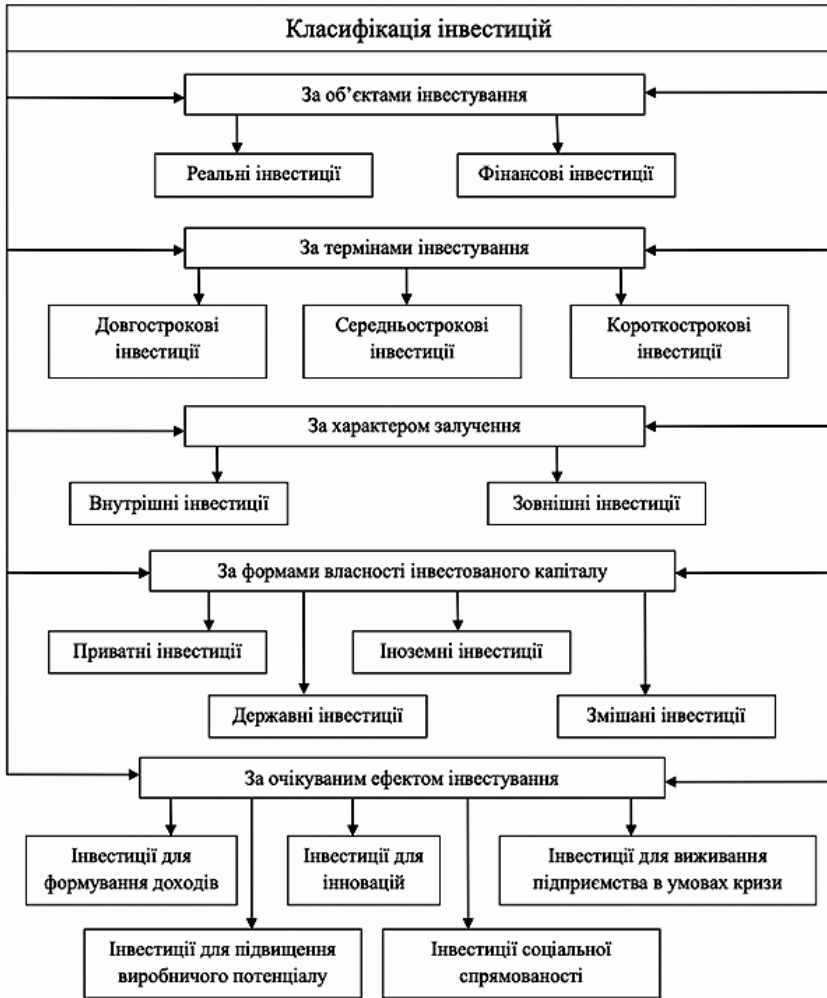 Класифікація інвестицій
За об’єктами інвестування
Реальні інвестиції
Фінансові інвестиції
За термінами інвестування
Довгострокові
інвестиції
Середньострокові
інвестиції
Короткострокові
інвестиції
За характером залучення
Внутрішні інвестиції
Зовнішні інвестиції
За формами власності інвестованого капіталу
Приватні інвестиції
Іноземні інвестиції
Державні інвестиції
Змішані інвестиції
За очікуваним ефектом інвестування
Інвестиції для
формування доходів
Інвестиції для
інновацій
Інвестиції для виживання
підприємства в умовах кризи
Інвестиції для підвищення
виробничого потенціалу
Інвестиції соціальної
спрямованості